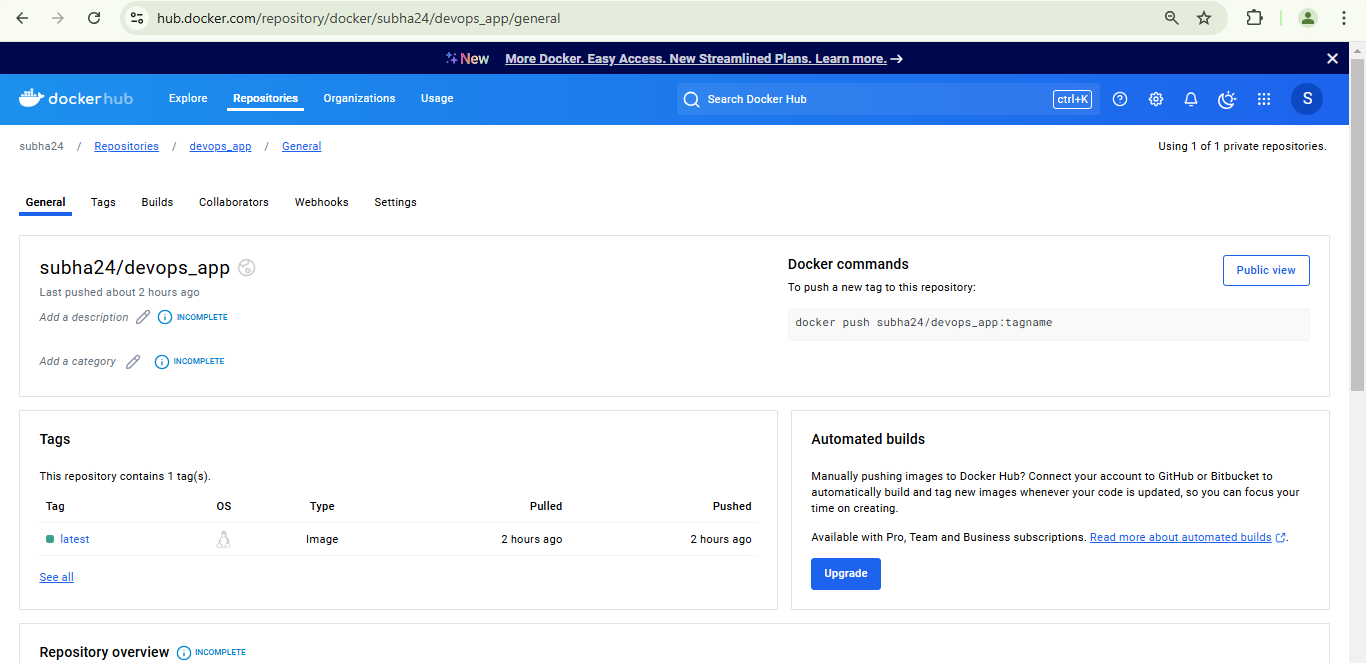 hub.docker.com/repository/docker/subha24/devops_app/general
New More Docker. Easy Access. New Streamlined Plans. Learn more. →
dockerhub Explore Repositories Organizations Usage Search Docker Hub ctrl+K S
subha24 / Repositories / devops_app / General Using 1 of 1 private repositories.
General Tags Builds Collaborators Webhooks Settings
subha24/devops_app
Last pushed about 2 hours ago
Add a description INCOMPLETE
Add a category INCOMPLETE
Docker commands
Public view
To push a new tag to this repository:
docker push subha24/devops_app:tagname
Tags
This repository contains 1 tag(s).
Tag OS Type Pulled Pushed
latest Image 2 hours ago 2 hours ago
See all
Automated builds
Manually pushing images to Docker Hub? Connect your account to GitHub or Bitbucket to
automatically build and tag new images whenever your code is updated, so you can focus your
time on creating.
Available with Pro, Team and Business subscriptions. Read more about automated builds .
Upgrade
Repository overview INCOMPLETE